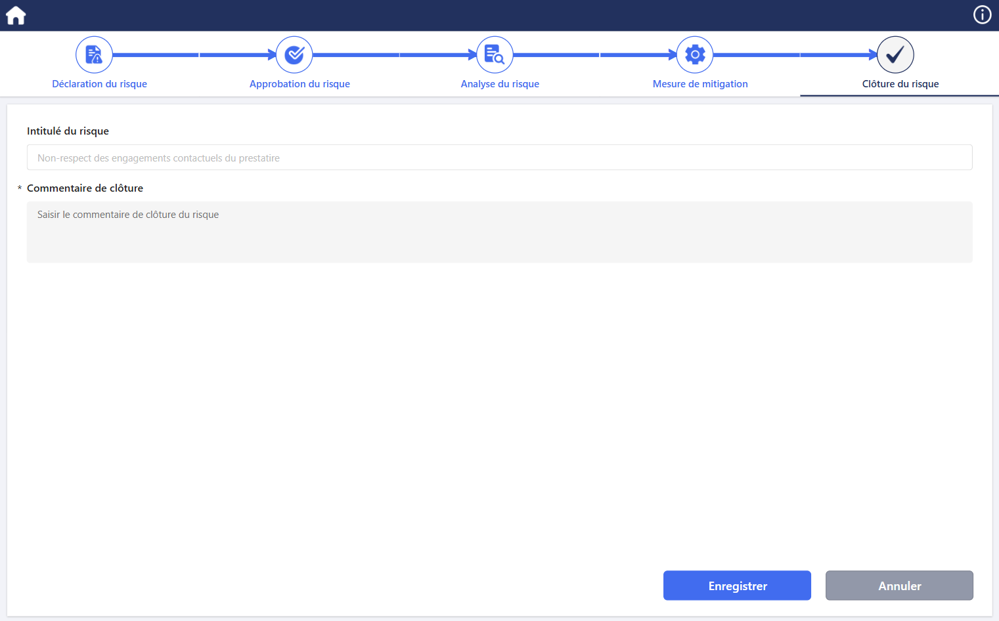 Déclaration du risque
Approbation du risque
Analyse du risque
Mesure de mitigation
Clôture du risque
Intitulé du risque
Non-respect des engagements contactuels du prestatire
* Commentaire de clôture
Saisir le commentaire de clôture du risque
Enregistrer
Annuler